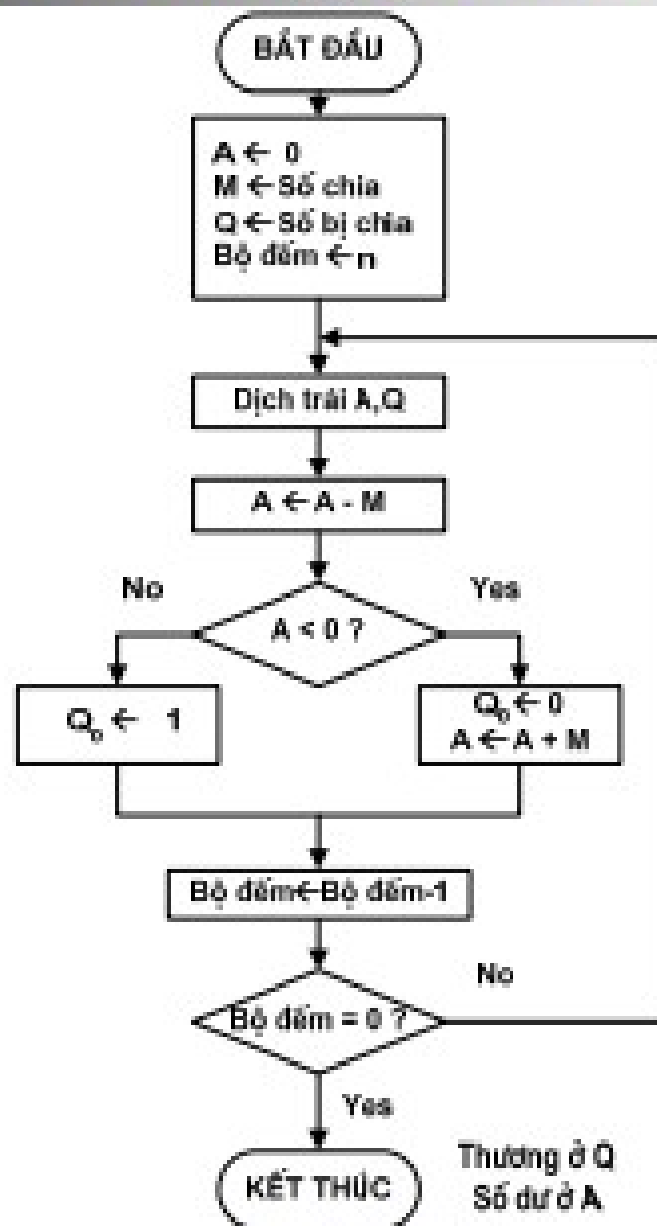 BẮT ĐẦU
A ← 0
M ← Số chia
Q ← Số bị chia
Bộ đếm ← n
Dịch trái A,Q
A ← A - M
No
Yes
A < 0 ?
Q₀ ← 1
Q₀ ← 0
A ← A + M
Bộ đếm←Bộ đếm-1
No
Bộ đếm = 0 ?
Yes
KẾT THÚC
Thương ở Q
Số dư ở A